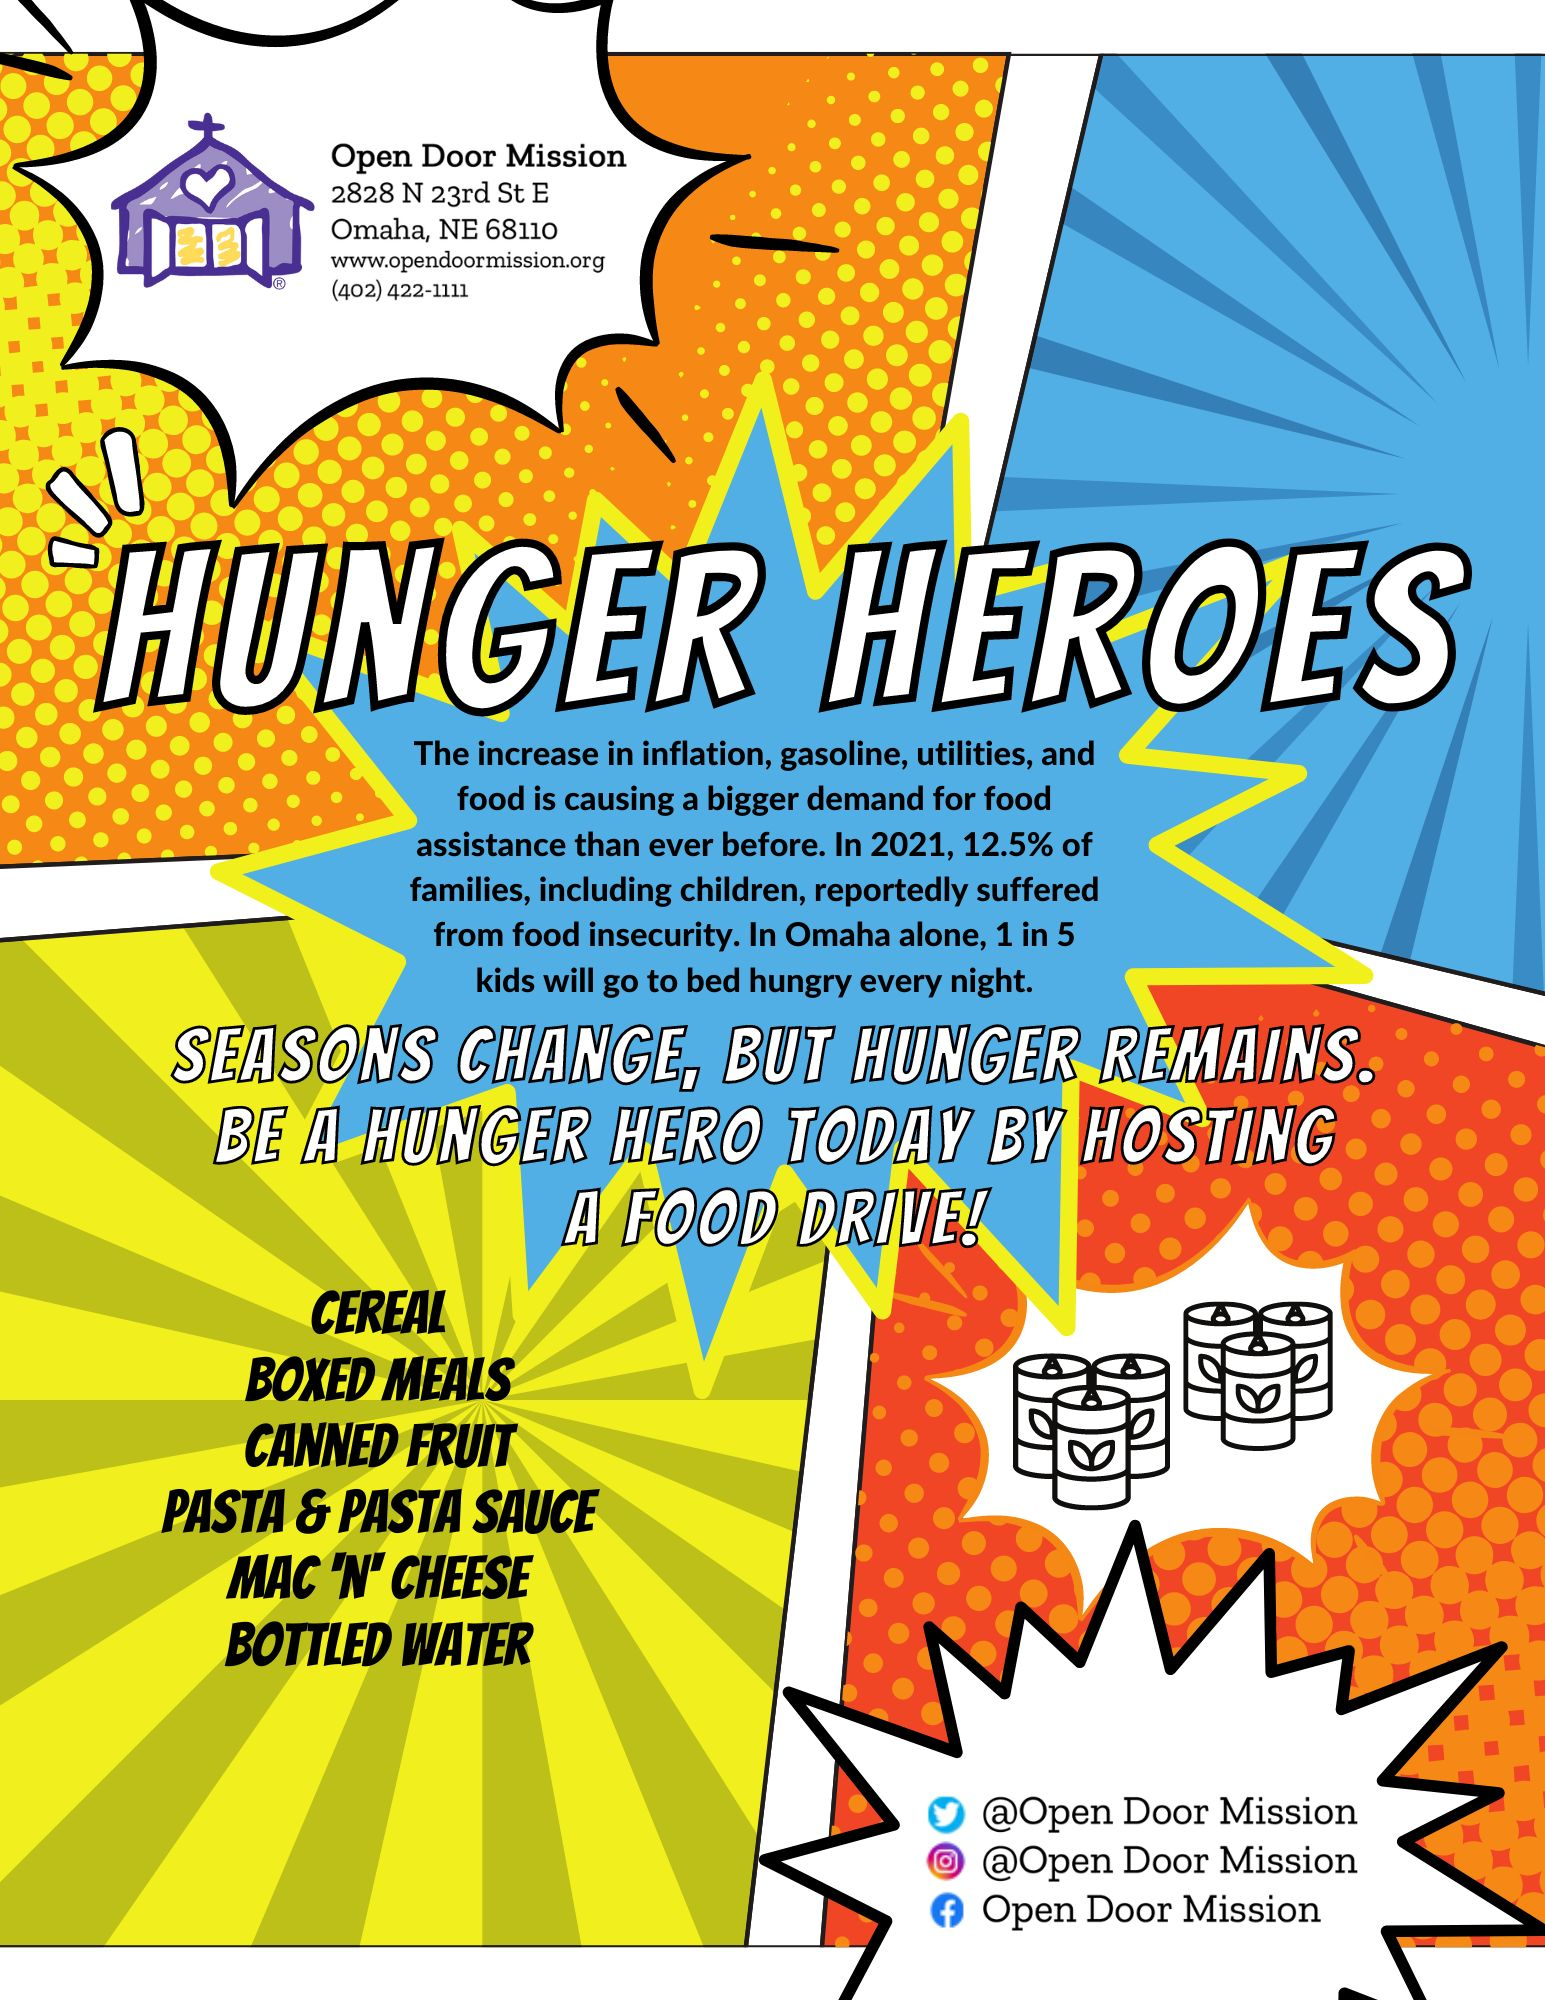 Open Door Mission
2828 N 23rd St E
Omaha, NE 68110
www.opendoormission.org
(402) 422-1111
®
HUNGER HEROES
The increase in inflation, gasoline, utilities, and
food is causing a bigger demand for food
assistance than ever before. In 2021, 12.5% of
families, including children, reportedly suffered
from food insecurity. In Omaha alone, 1 in 5
kids will go to bed hungry every night.
SEASONS CHANGE, BUT HUNGER REMAINS.
BE A HUNGER HERO TODAY BY HOSTING
A FOOD DRIVE!
CEREAL
BOXED MEALS
CANNED FRUIT
PASTA & PASTA SAUCE
MAC 'N' CHEESE
BOTTLED WATER
@Open Door Mission
@Open Door Mission
Open Door Mission